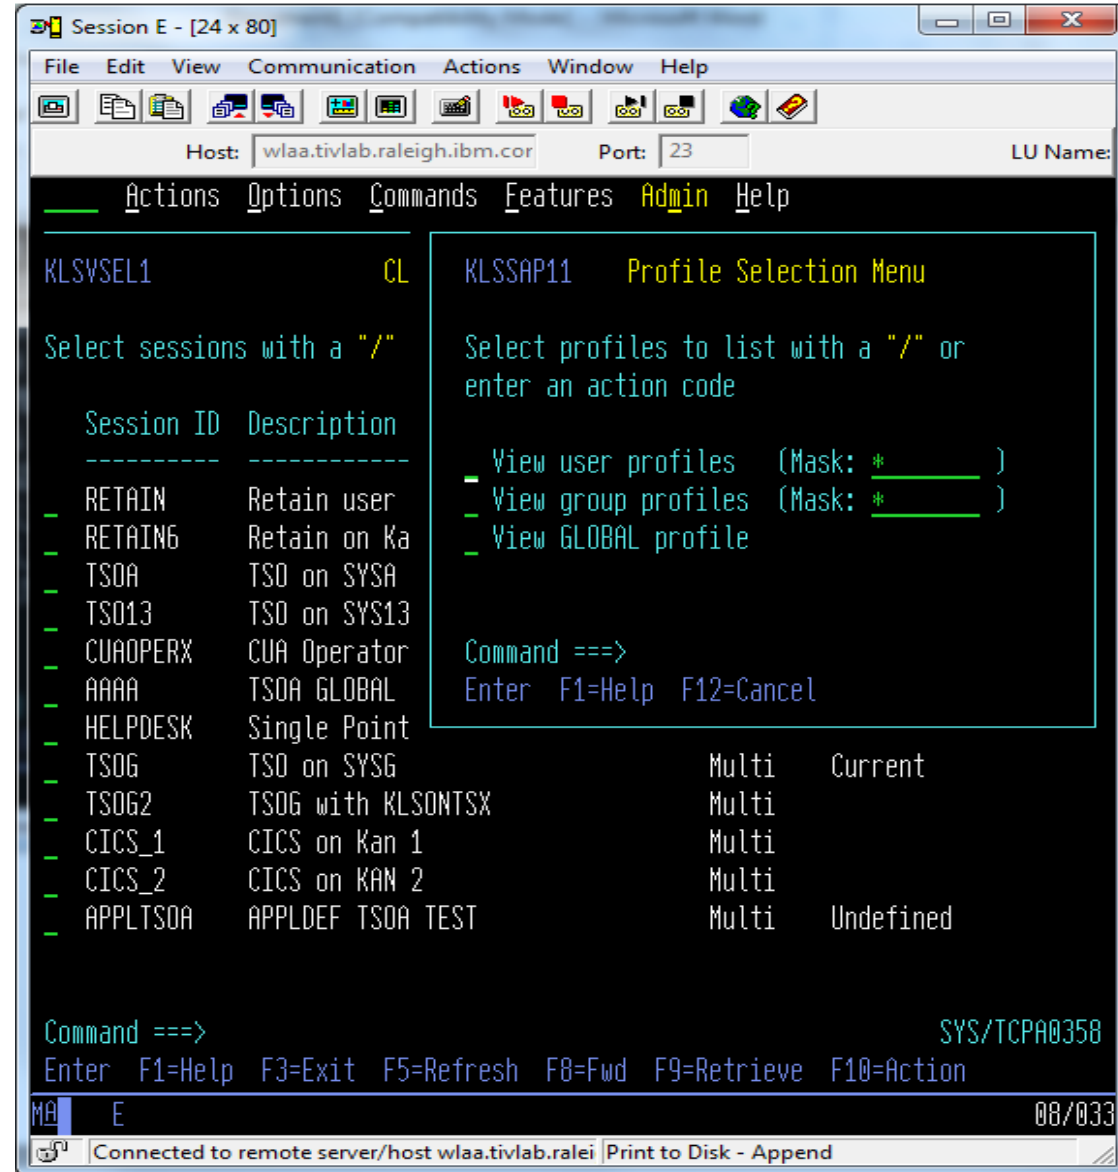 Session E - [24 x 80]
File Edit View Communication Actions Window Help
Host: wlaa.tivlab.raleigh.ibm.cor Port: 23 LU Name:
Actions Options Commands Features Admin Help
KLSVSEL1 CL
KLSSAP11 Profile Selection Menu
Select sessions with a "/"
Select profiles to list with a "/" or
enter an action code
Session ID Description
---------- ------------
_ View user profiles (Mask: * )
_ View group profiles (Mask: * )
_ View GLOBAL profile
Command ===>
Enter F1=Help F12=Cancel
_ RETAIN Retain user
_ RETAIN6 Retain on Ka
_ TSOA TSO on SYSA
_ TSO13 TSO on SYS13
_ CUAOPERX CUA Operator
_ AAAA TSOA GLOBAL
_ HELPDESK Single Point
_ TSOG TSO on SYSG Multi Current
_ TSOG2 TSOG with KLSONTSX Multi
_ CICS_1 CICS on Kan 1 Multi
_ CICS_2 CICS on KAN 2 Multi
_ APPLTSOA APPLDEF TSOA TEST Multi Undefined
Command ===> SYS/TCPA0358
Enter F1=Help F3=Exit F5=Refresh F8=Fwd F9=Retrieve F10=Action
MA E 08/033
Connected to remote server/host wlaa.tivlab.ralei Print to Disk - Append